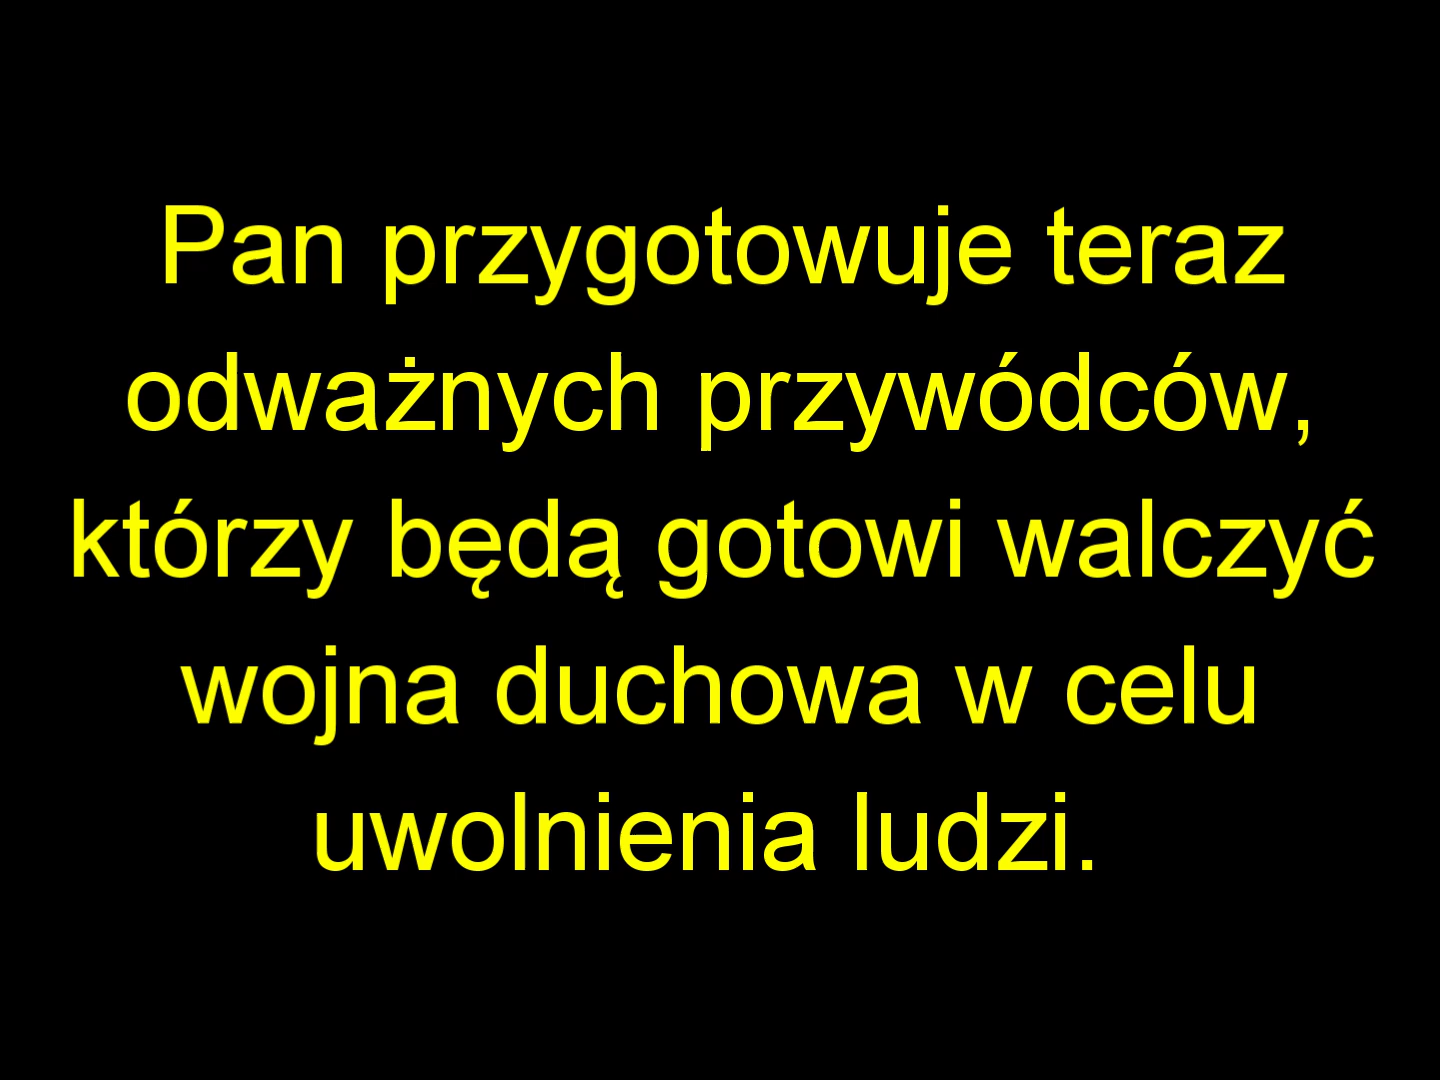 Pan przygotowuje teraz
odważnych przywódców,
którzy będą gotowi walczyć
wojna duchowa w celu
uwolnienia ludzi.